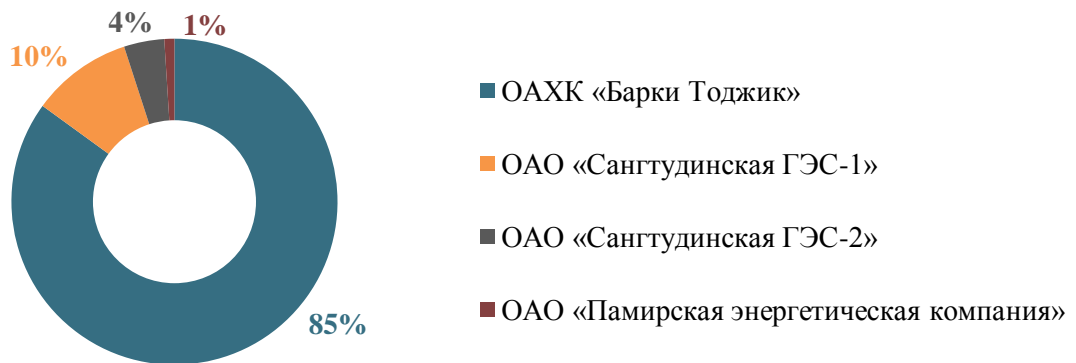 4%
1%
10%
85%
ОАХК «Барки Тоджик»
ОАО «Сангтудинская ГЭС-1»
ОАО «Сангтудинская ГЭС-2»
ОАО «Памирская энергетическая компания»